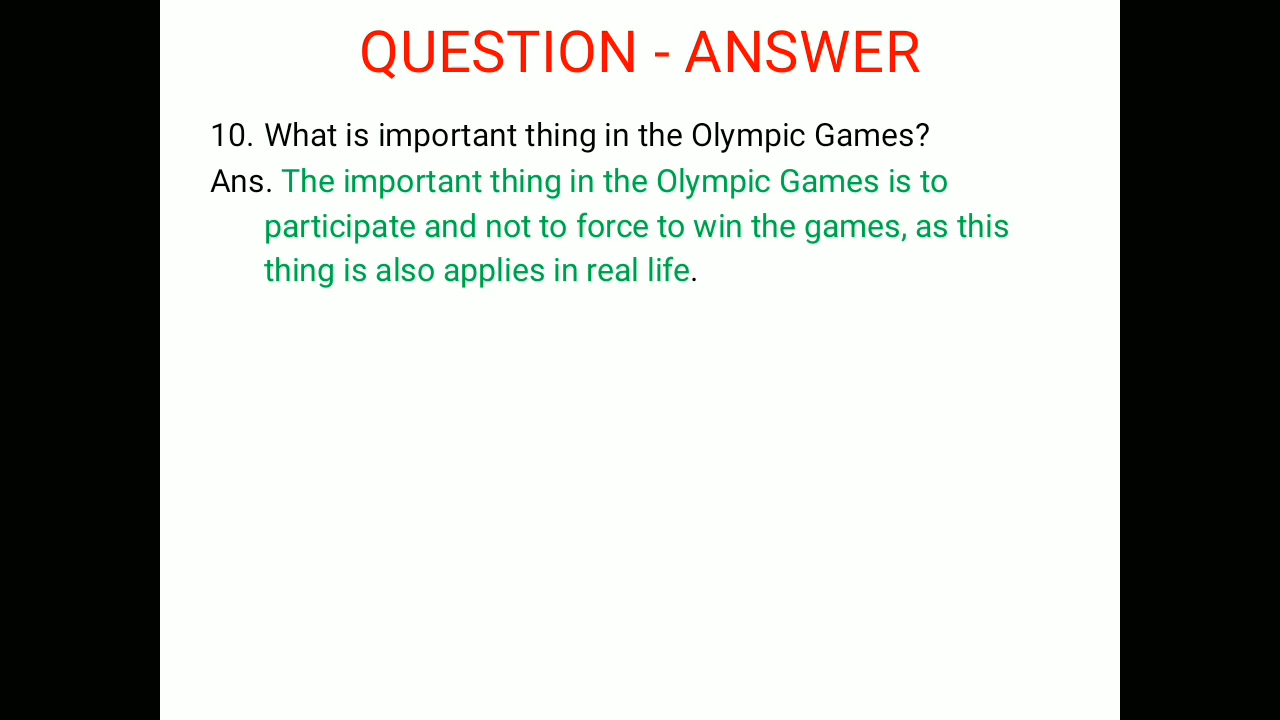 QUESTION - ANSWER
10. What is important thing in the Olympic Games?
Ans. The important thing in the Olympic Games is to
participate and not to force to win the games, as this
thing is also applies in real life.